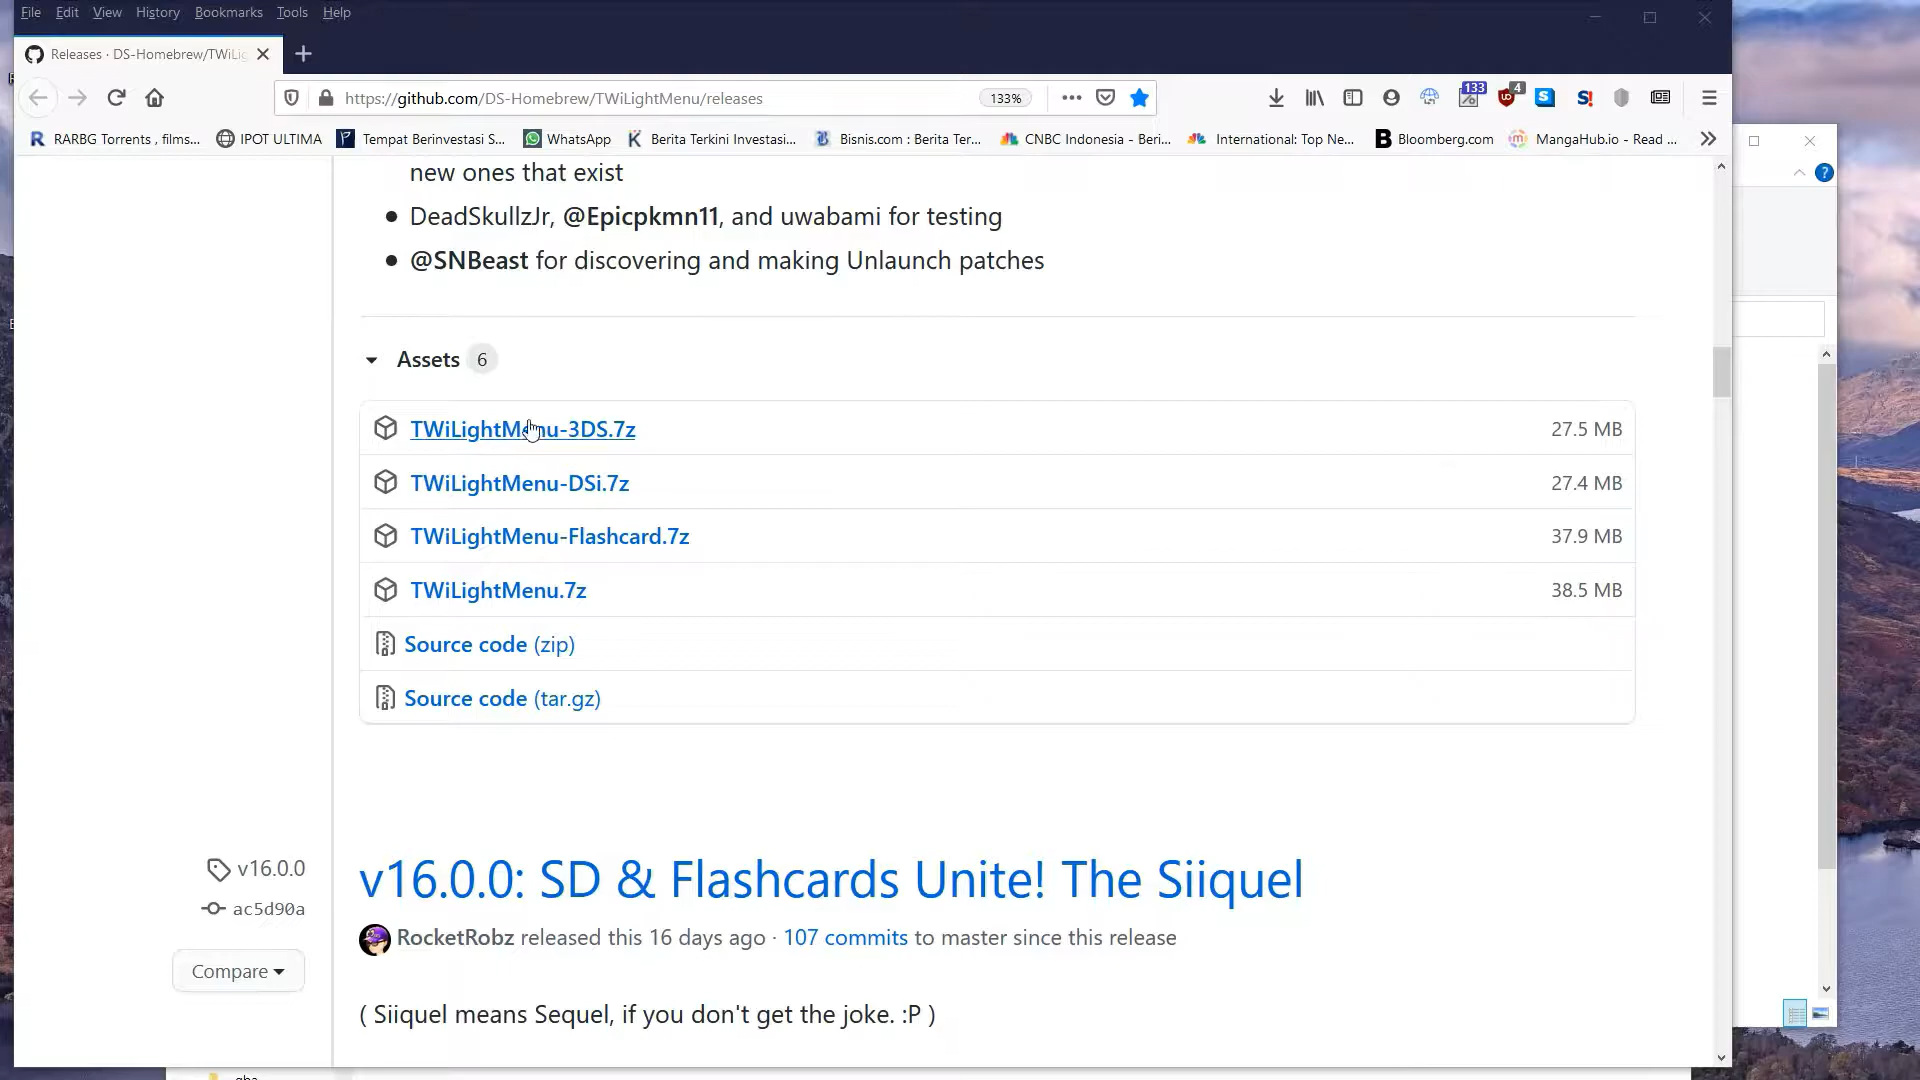 File Edit View History Bookmarks Tools Help
Releases · DS-Homebrew/TWiLig
https://github.com/DS-Homebrew/TWiLightMenu/releases 133% 133 4
RARBG Torrents , films... IPOT ULTIMA Tempat Berinvestasi S... WhatsApp Berita Terkini Investasi... Bisnis.com : Berita Ter... CNBC Indonesia - Beri... International: Top Ne... Bloomberg.com MangaHub.io - Read ...
new ones that exist
DeadSkullzJr, @Epicpkmn11, and uwabami for testing
@SNBeast for discovering and making Unlaunch patches
Assets 6
TWiLightMenu-3DS.7z 27.5 MB
TWiLightMenu-DSi.7z 27.4 MB
TWiLightMenu-Flashcard.7z 37.9 MB
TWiLightMenu.7z 38.5 MB
Source code (zip)
Source code (tar.gz)
v16.0.0
ac5d90a
Compare
v16.0.0: SD & Flashcards Unite! The Siiquel
RocketRobz released this 16 days ago · 107 commits to master since this release
( Siiquel means Sequel, if you don't get the joke. :P )